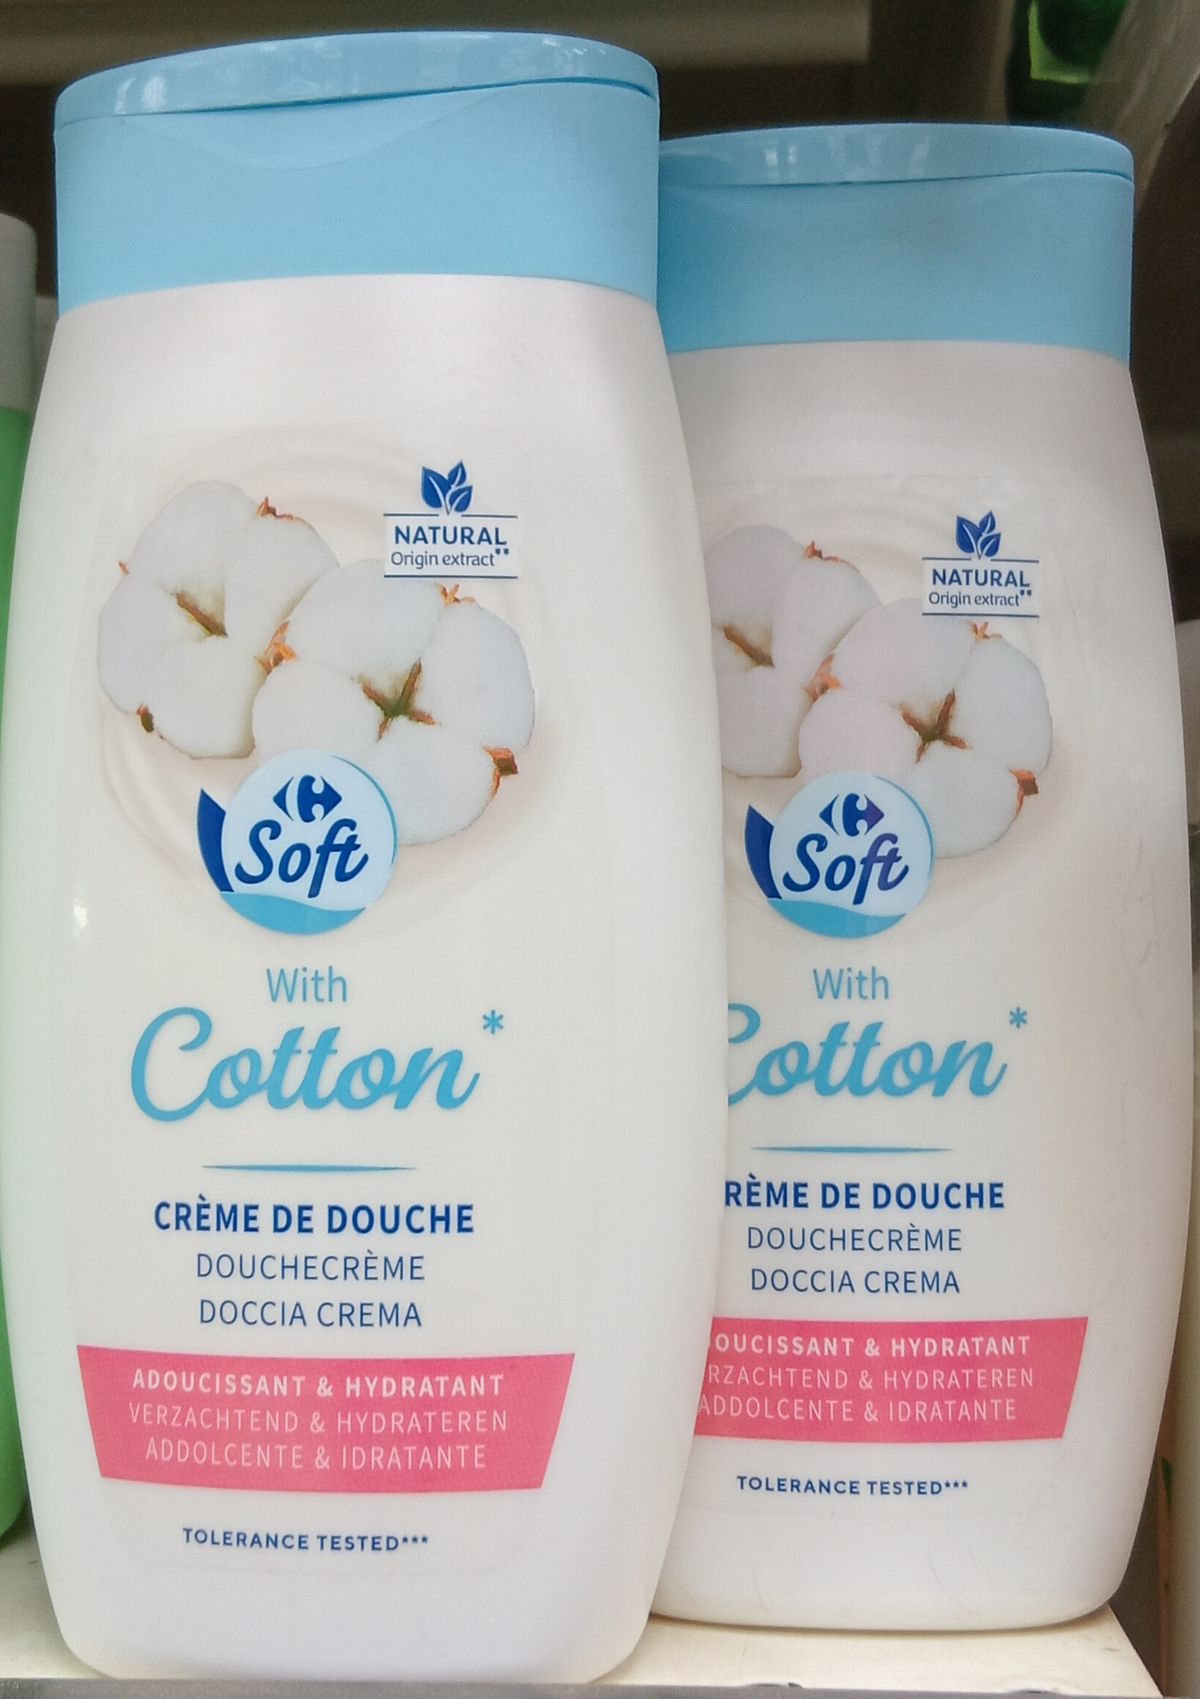 NATURAL
Origin extract**
Soft
With
Cotton*
CRÈME DE DOUCHE
DOUCHECRÈME
DOCCIA CREMA
ADOUCISSANT & HYDRATANT
VERZACHTEND & HYDRATEREN
ADDOLCENTE & IDRATANTE
TOLERANCE TESTED***
NATURAL
Origin extract**
Soft
With
Cotton*
RÈME DE DOUCHE
DOUCHECRÈME
DOCCIA CREMA
OUCISSANT & HYDRATANT
RZACHTEND & HYDRATEREN
ADDOLCENTE & IDRATANTE
TOLERANCE TESTED***